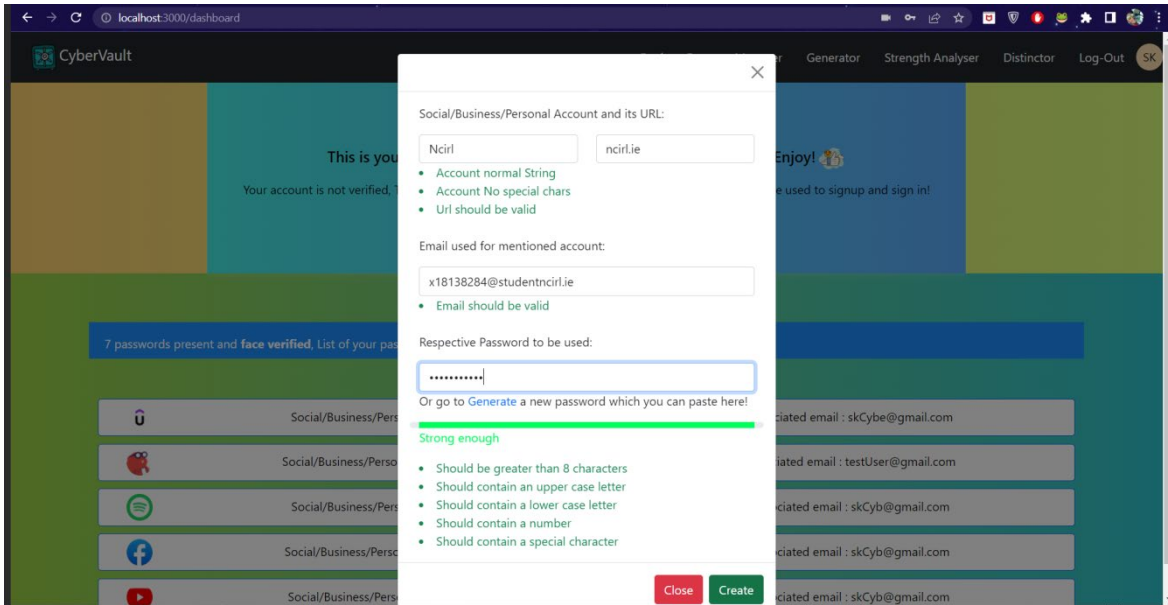 localhost:3000/dashboard
CyberVault
Generator Strength Analyser Distinctor Log-Out SK
This is you
Enjoy!
Your account is not verified,
used to signup and sign in!
Social/Business/Personal Account and its URL:
Ncirl ncirl.ie
Account normal String
Account No special chars
Url should be valid
Email used for mentioned account:
x18138284@studentncirl.ie
Email should be valid
Respective Password to be used:
•••••••••••
Or go to Generate a new password which you can paste here!
Strong enough
Should be greater than 8 characters
Should contain an upper case letter
Should contain a lower case letter
Should contain a number
Should contain a special character
Close Create
7 passwords present and face verified, List of your pas
Social/Business/Pers
ciated email : skCybe@gmail.com
Social/Business/Perso
iated email : testUser@gmail.com
Social/Business/Pers
ciated email : skCyb@gmail.com
Social/Business/Perso
ciated email : skCyb@gmail.com
Social/Business/Pers
ciated email : skCyb@gmail.com